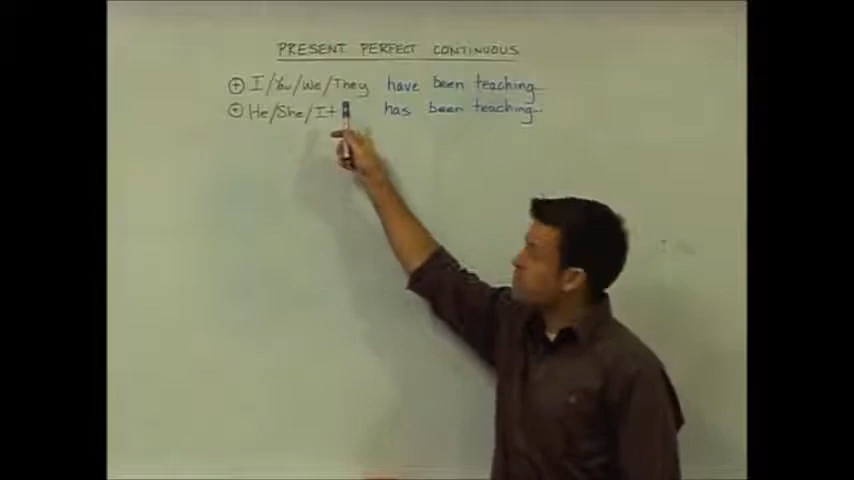 PRESENT PERFECT CONTINUOUS
+ I/You/We/They have been teaching...
+ He/She/It has been teaching...